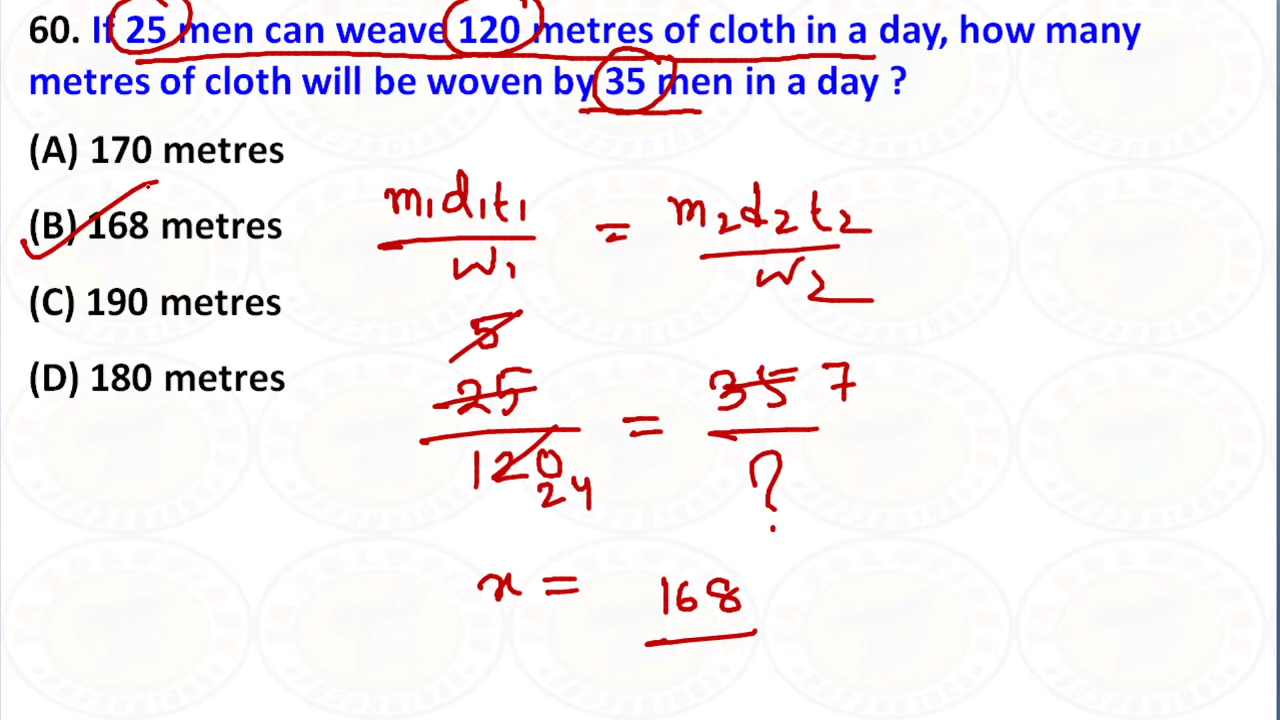 60. If 25 men can weave 120 metres of cloth in a day, how many
metres of cloth will be woven by 35 men in a day ?
(A) 170 metres
(B) 168 metres
(C) 190 metres
(D) 180 metres
m₁d₁t₁ = m₂d₂t₂
w₁ w₂
5
25 = 35 7
120 ?
24
x = 168